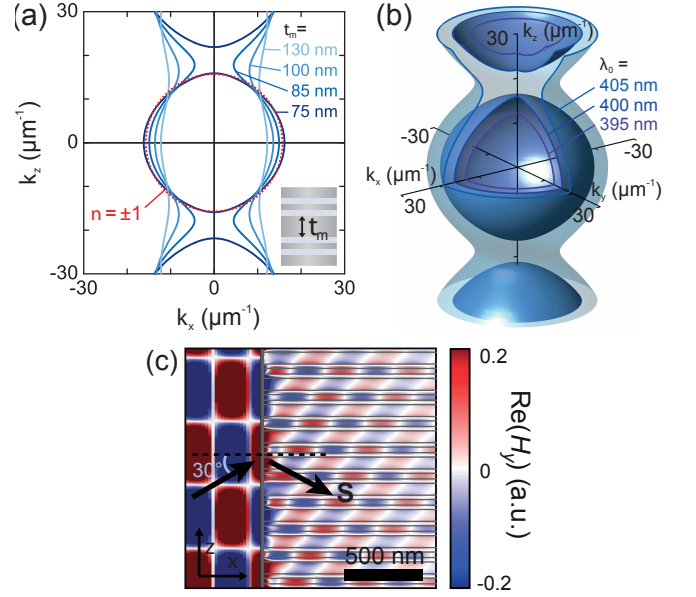 (a)
30
t_m =
130 nm
100 nm
85 nm
75 nm
k_z (μm⁻¹)
0
n = ±1
t_m
-30
-30
0
30
k_x (μm⁻¹)
(b)
30
k_z (μm⁻¹)
λ₀ =
405 nm
400 nm
395 nm
-30
-30
k_x (μm⁻¹)
30
k_y (μm⁻¹)
30
(c)
30°
S
z
x
500 nm
0.2
0
-0.2
Re(H_y) (a.u.)